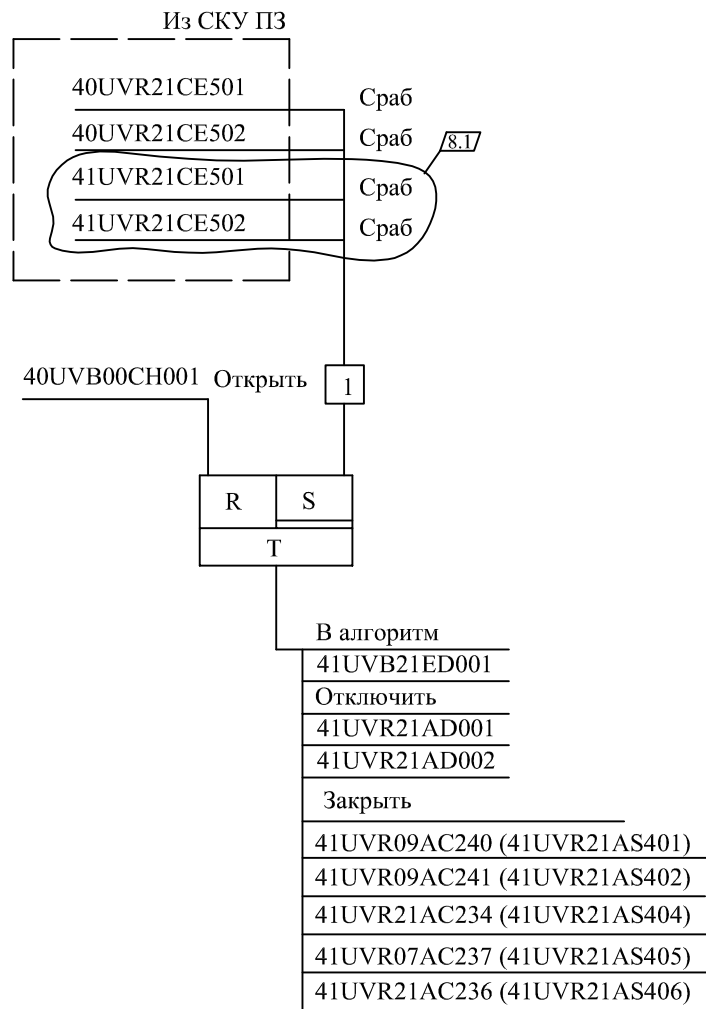 Из СКУ ПЗ
40UVR21CE501 Сраб
40UVR21CE502 Сраб
8.1
41UVR21CE501 Сраб
41UVR21CE502 Сраб
40UVB00CH001 Открыть 1
R S
T
В алгоритм
41UVB21ED001
Отключить
41UVR21AD001
41UVR21AD002
Закрыть
41UVR09AC240 (41UVR21AS401)
41UVR09AC241 (41UVR21AS402)
41UVR21AC234 (41UVR21AS404)
41UVR07AC237 (41UVR21AS405)
41UVR21AC236 (41UVR21AS406)